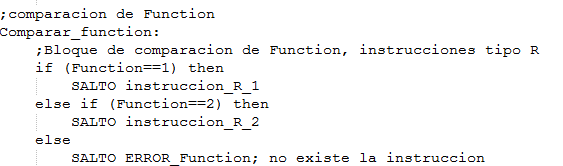 ;comparacion de Function
Comparar_function:
;Bloque de comparacion de Function, instrucciones tipo R
if (Function==1) then
SALTO instruccion_R_1
else if (Function==2) then
SALTO instruccion_R_2
else
SALTO ERROR_Function; no existe la instruccion